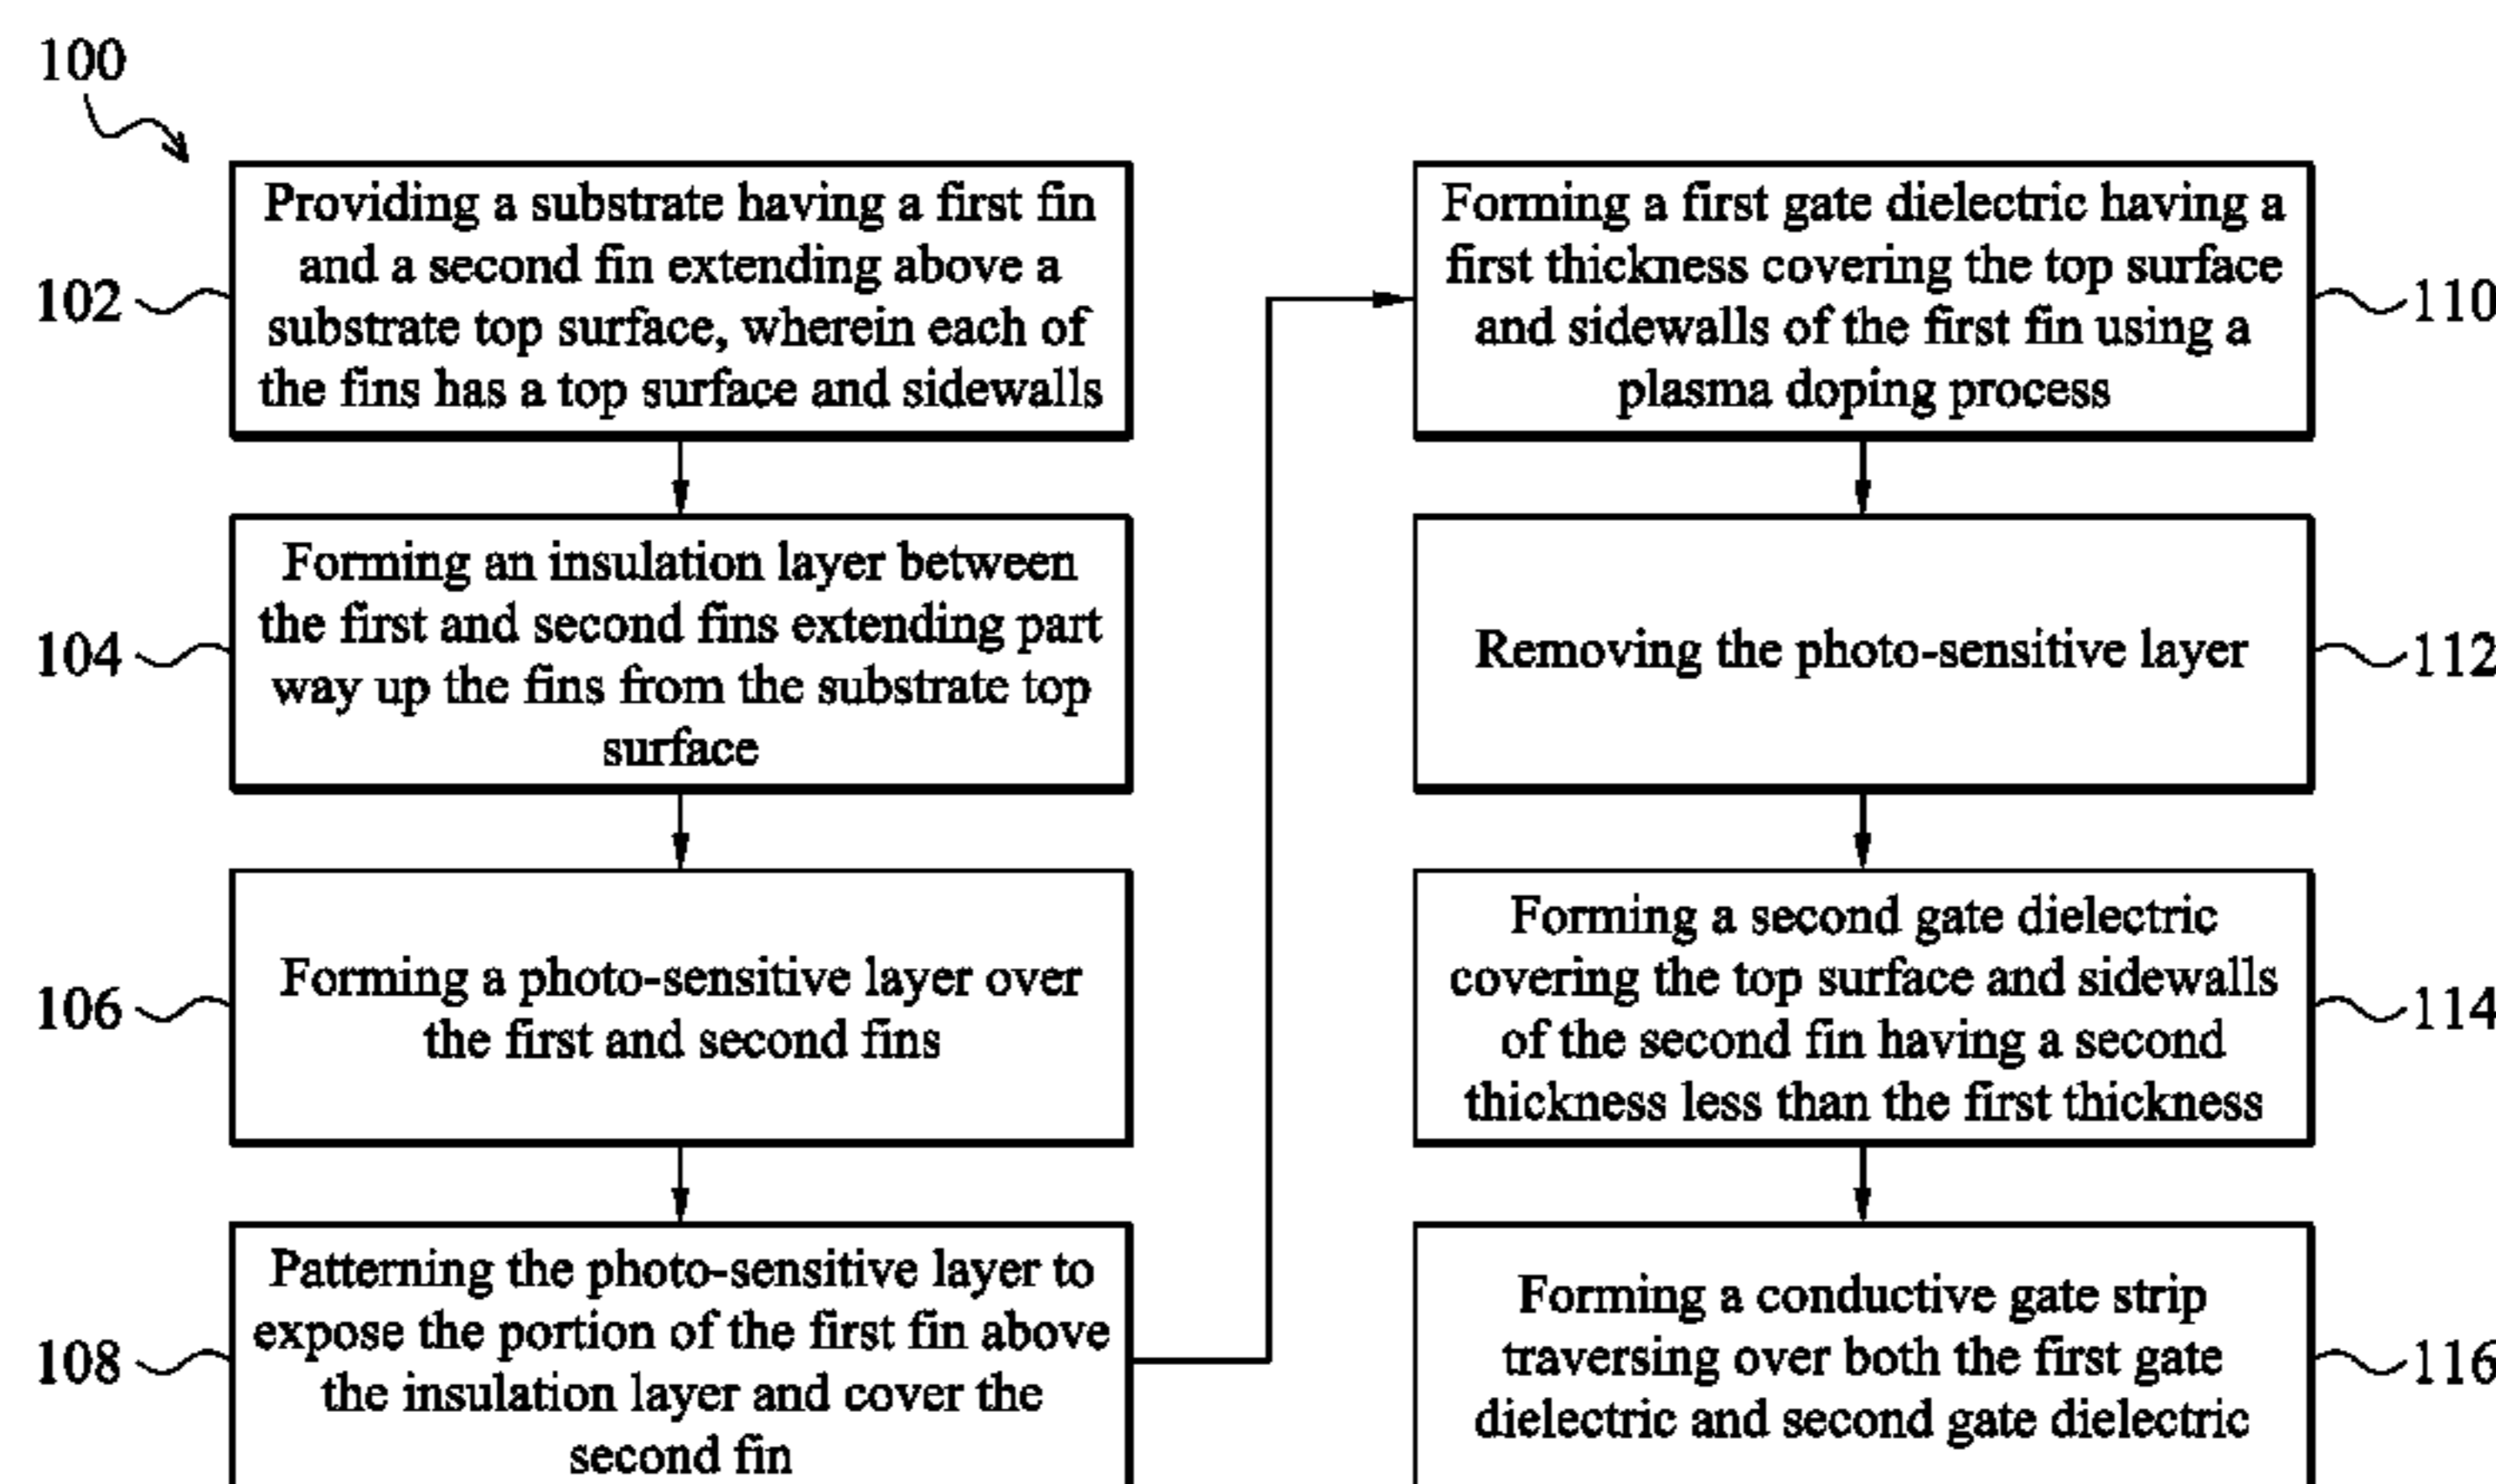 100
102
Providing a substrate having a first fin
and a second fin extending above a
substrate top surface, wherein each of
the fins has a top surface and sidewalls
104
Forming an insulation layer between
the first and second fins extending part
way up the fins from the substrate top
surface
106
Forming a photo-sensitive layer over
the first and second fins
108
Patterning the photo-sensitive layer to
expose the portion of the first fin above
the insulation layer and cover the
second fin
Forming a first gate dielectric having a
first thickness covering the top surface
and sidewalls of the first fin using a
plasma doping process
110
Removing the photo-sensitive layer
112
Forming a second gate dielectric
covering the top surface and sidewalls
of the second fin having a second
thickness less than the first thickness
114
Forming a conductive gate strip
traversing over both the first gate
dielectric and second gate dielectric
116